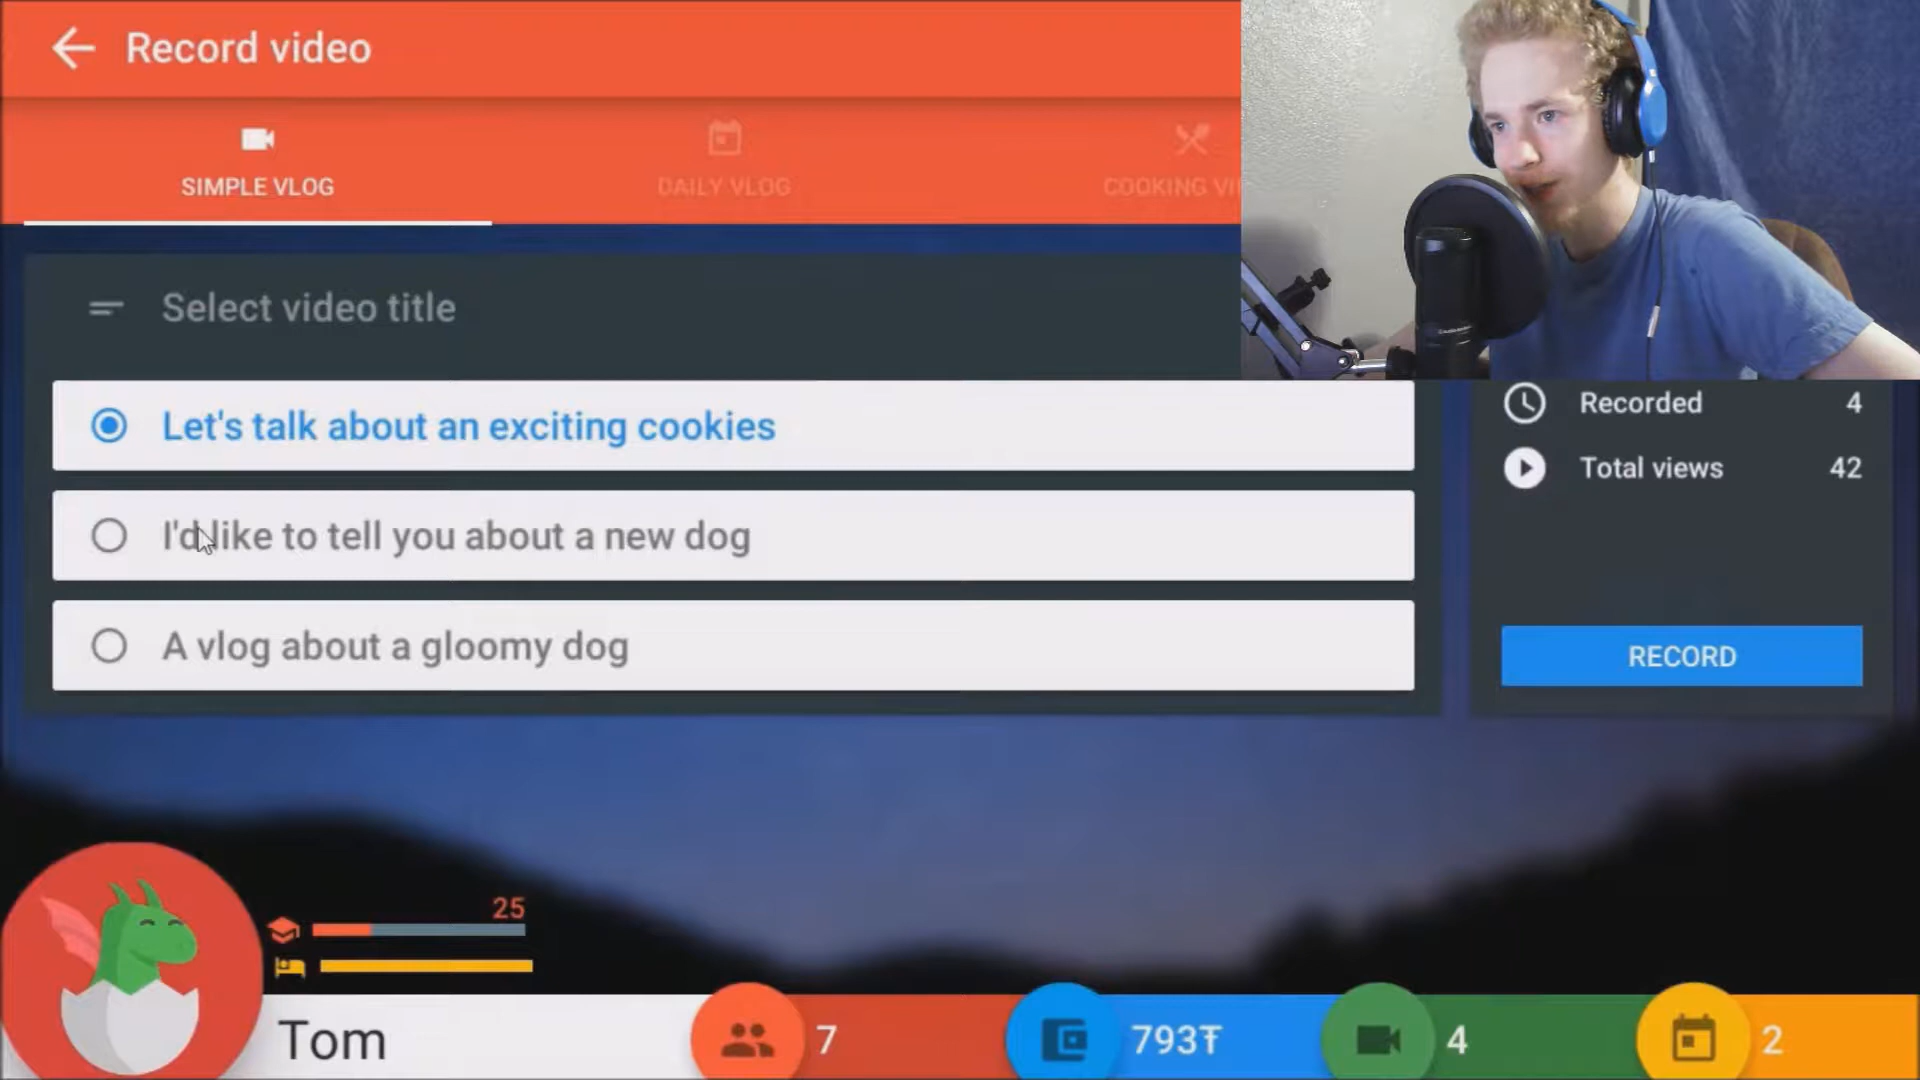 Record video
SIMPLE VLOG
DAILY VLOG
COOKING VI
Select video title
Let's talk about an exciting cookies
I'd like to tell you about a new dog
A vlog about a gloomy dog
Recorded 4
Total views 42
RECORD
25
Tom
7
793₮
4
2